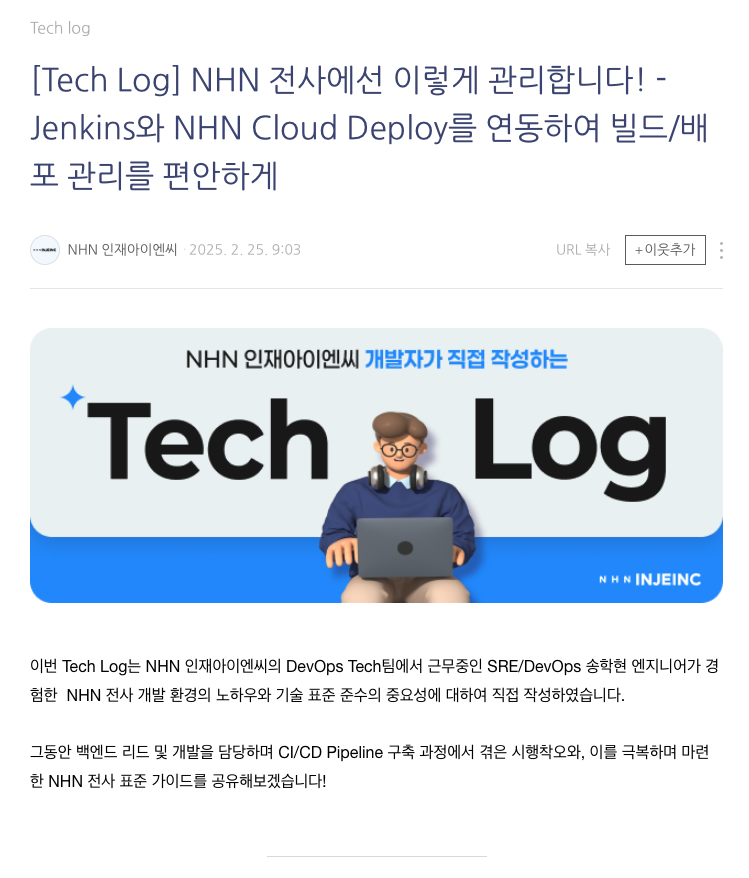 Tech log
[Tech Log] NHN 전사에선 이렇게 관리합니다! -
Jenkins와 NHN Cloud Deploy를 연동하여 빌드/배
포 관리를 편안하게
NHN INJEINC
NHN 인재아이엔씨 · 2025. 2. 25. 9:03
URL 복사
+이웃추가
NHN 인재아이엔씨 개발자가 직접 작성하는
Tech Log
NHN INJEINC
이번 Tech Log는 NHN 인재아이엔씨의 DevOps Tech팀에서 근무중인 SRE/DevOps 송학현 엔지니어가 경
험한  NHN 전사 개발 환경의 노하우와 기술 표준 준수의 중요성에 대하여 직접 작성하였습니다.
그동안 백엔드 리드 및 개발을 담당하며 CI/CD Pipeline 구축 과정에서 겪은 시행착오와, 이를 극복하며 마련
한 NHN 전사 표준 가이드를 공유해보겠습니다!